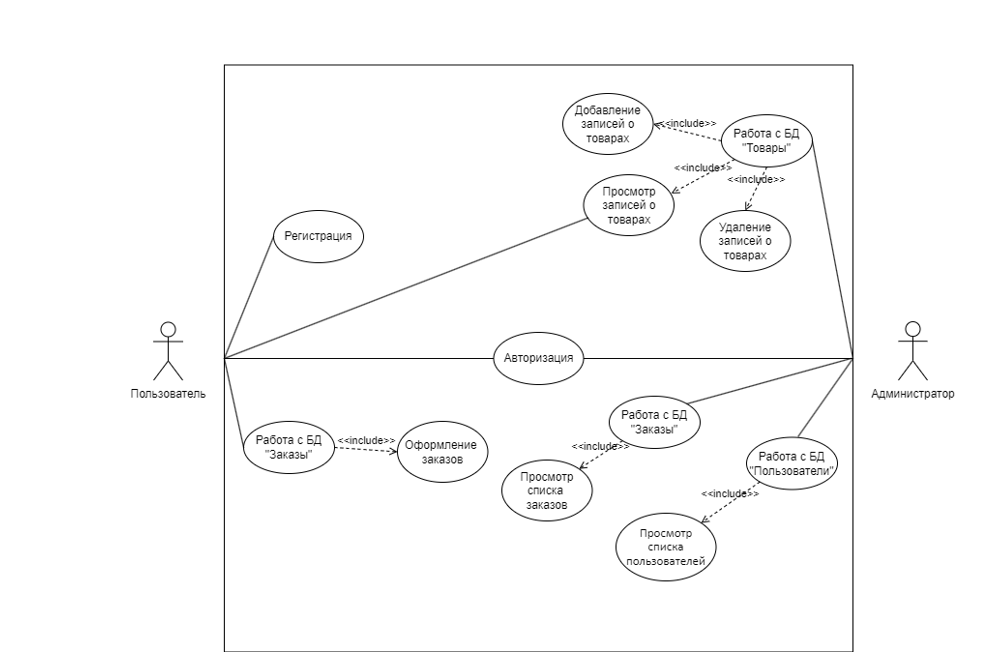 Добавление
записей о
товарах
<<include>>
Работа с БД
"Товары"
<<include>>
<<include>>
Просмотр
записей о
товарах
Удаление
записей о
товарах
Регистрация
Авторизация
Пользователь
Администратор
Работа с БД
"Заказы"
<<include>>
Оформление
заказов
Работа с БД
"Заказы"
<<include>>
Просмотр
списка
заказов
Работа с БД
"Пользователи"
<<include>>
Просмотр
списка
пользователей